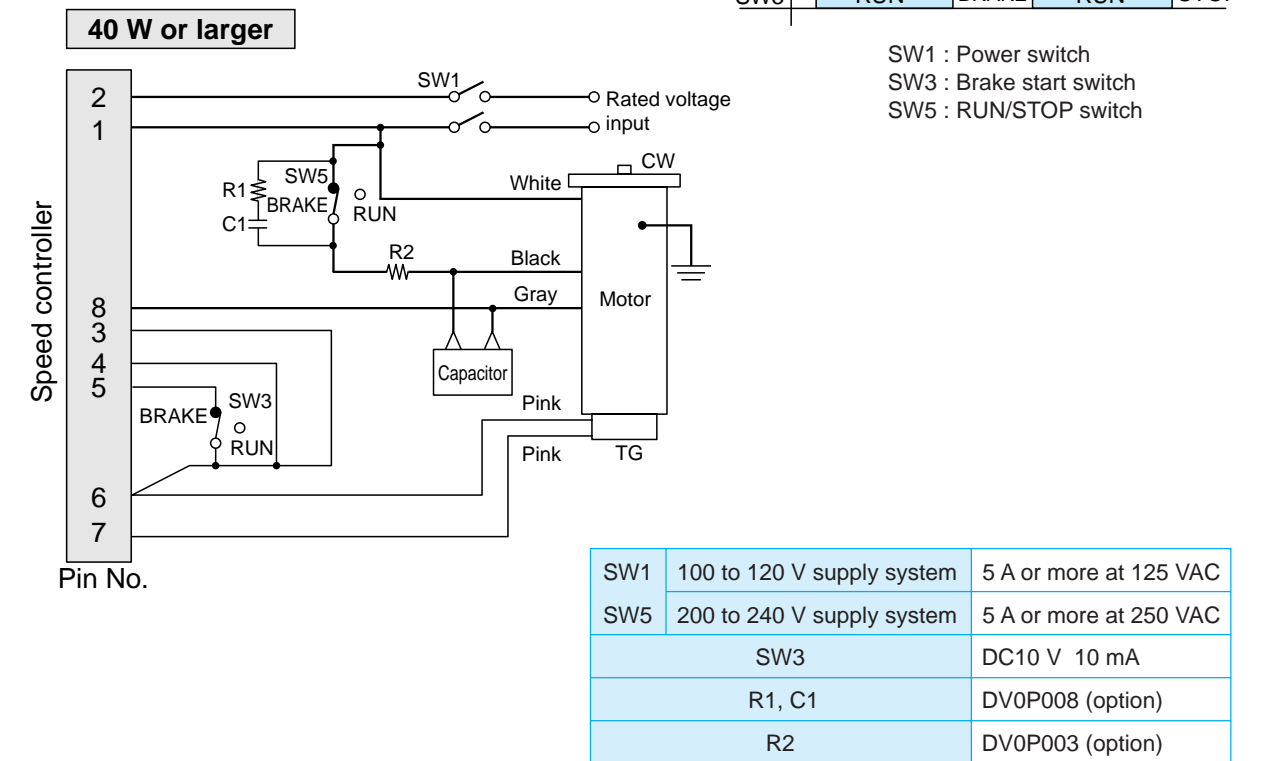 RUN
RUN
40 W or larger
SW1 : Power switch
SW3 : Brake start switch
SW5 : RUN/STOP switch
SW1
2
Rated voltage
1
input
CW
SW5
White
R1
BRAKE
RUN
C1
R2
Black
Speed controller
Gray
Motor
8
3
4
5
Capacitor
SW3
BRAKE
Pink
RUN
Pink
TG
6
7
Pin No.
SW1 100 to 120 V supply system 5 A or more at 125 VAC
SW5 200 to 240 V supply system 5 A or more at 250 VAC
SW3 DC10 V 10 mA
R1, C1 DV0P008 (option)
R2 DV0P003 (option)